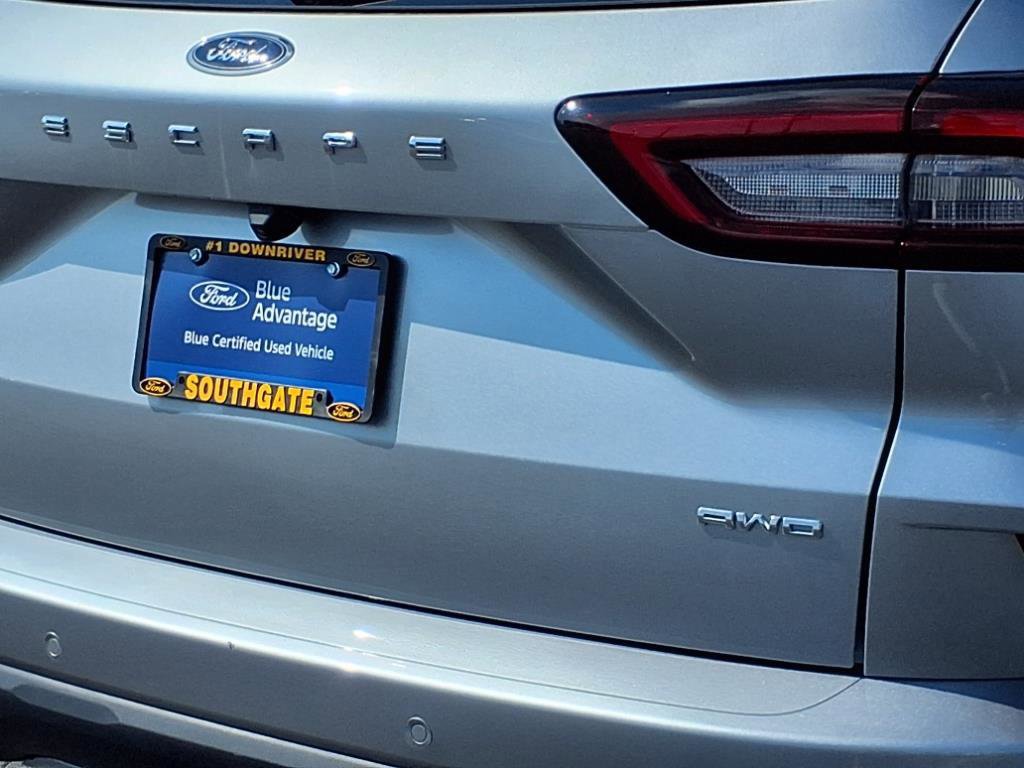 Ford
ESCAPE
Ford #1 DOWNRIVER Ford
Ford Blue
Advantage
Blue Certified Used Vehicle
Ford SOUTHGATE Ford
AWD